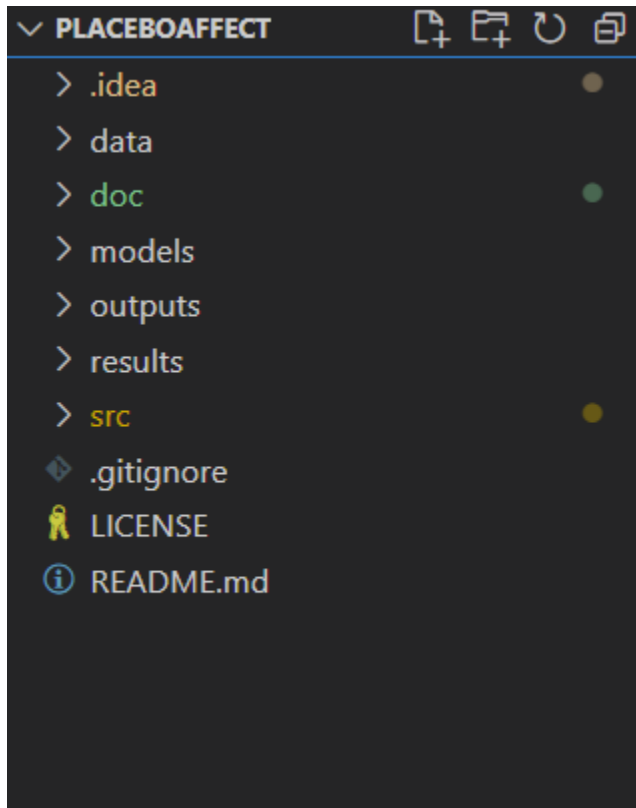 PLACEBOAFFECT
.idea
data
doc
models
outputs
results
src
.gitignore
LICENSE
README.md